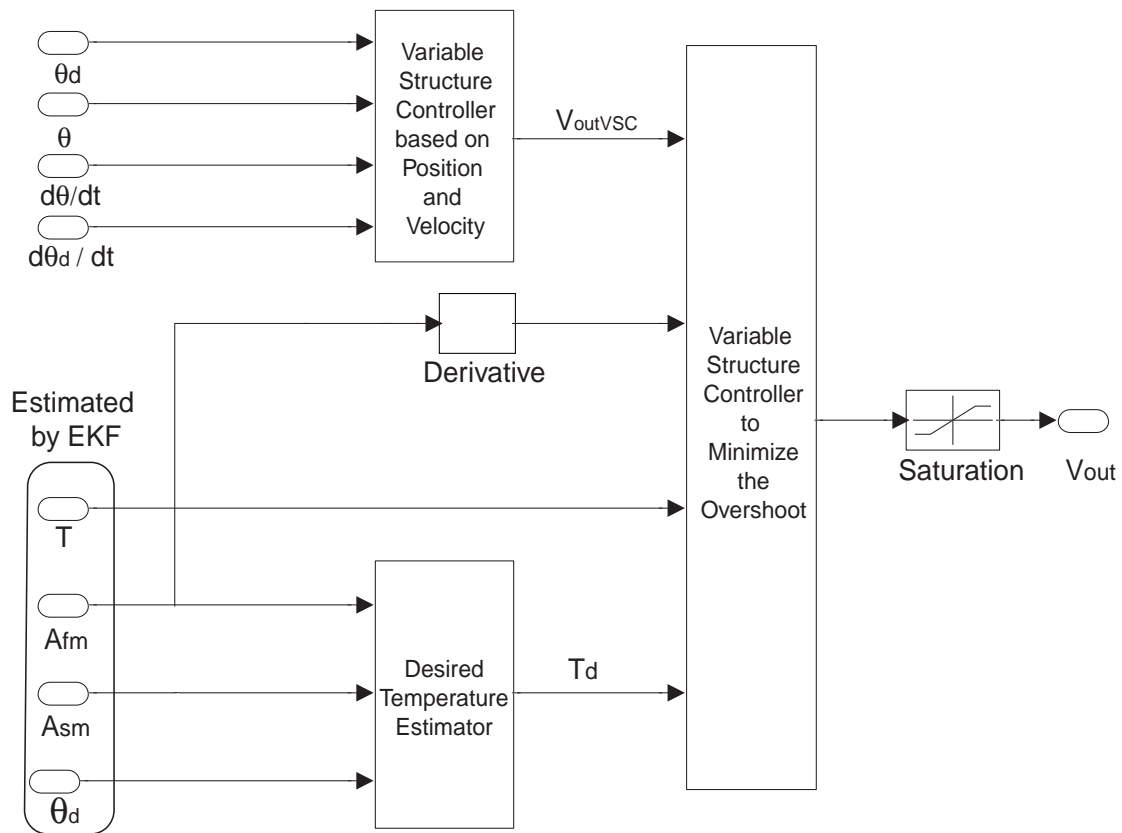 θd
θ
dθ/dt
dθd / dt
Variable
Structure
Controller
based on
Position
and
Velocity
VoutVSC
Derivative
Estimated
by EKF
T
Afm
Asm
θd
Desired
Temperature
Estimator
Td
Variable
Structure
Controller
to
Minimize
the
Overshoot
Saturation
Vout